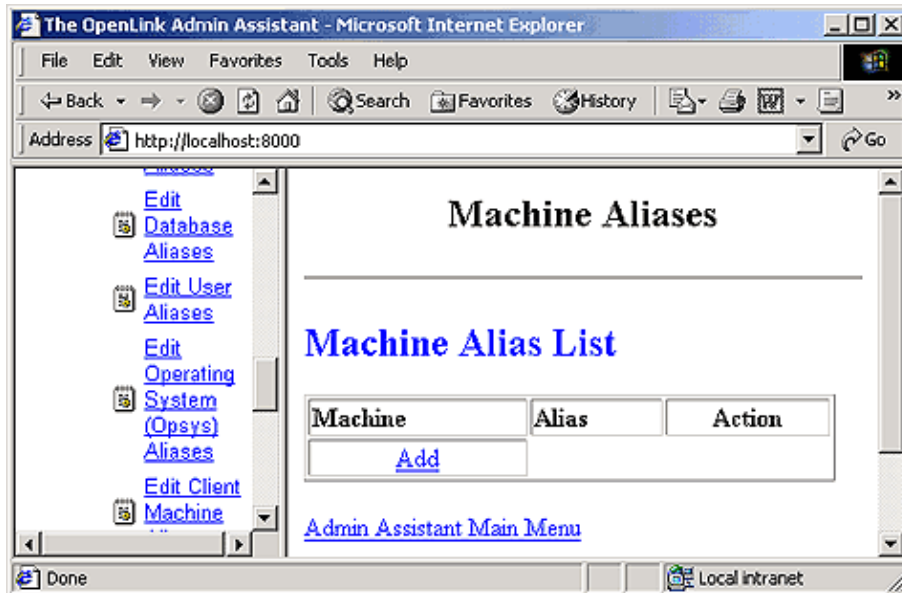 The OpenLink Admin Assistant - Microsoft Internet Explorer
File Edit View Favorites Tools Help
Back Search Favorites History »
Address http://localhost:8000 Go
Aliases
Edit
Database
Aliases
Edit User
Aliases
Edit
Operating
System
(Opsys)
Aliases
Edit Client
Machine
Machine Aliases
Machine Alias List
Machine Alias Action
Add
Admin Assistant Main Menu
Done Local intranet